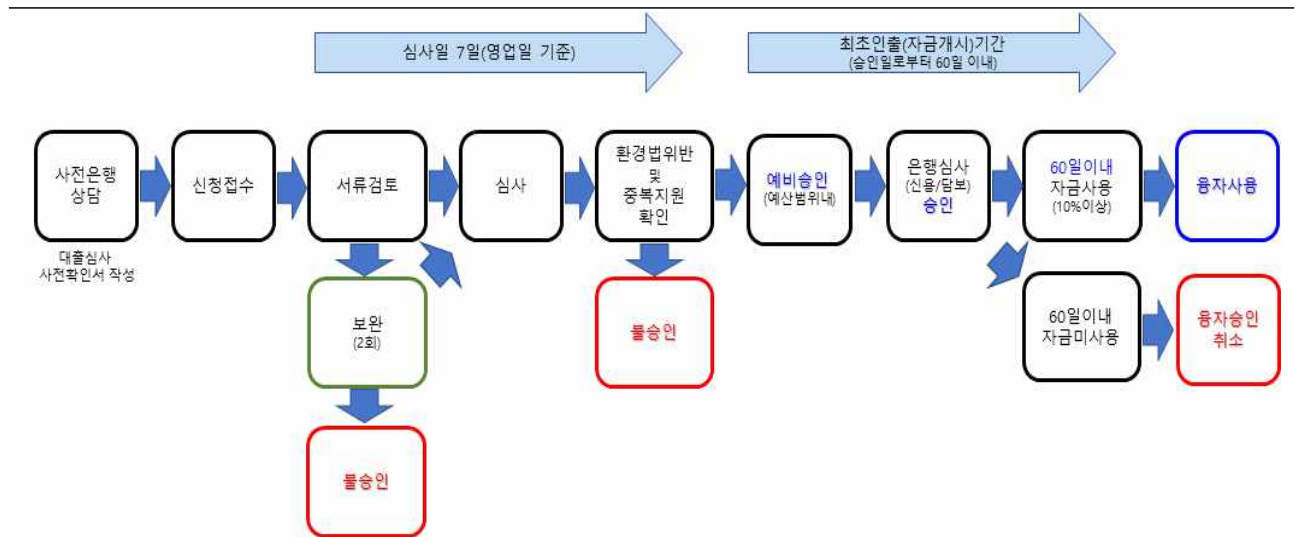 심사일 7일(영업일 기준)
최초인출(자금개시)기간
(승인일로부터 60일 이내)
사전은행
상담
대출심사
사전확인서 작성
신청접수
서류검토
심사
환경법위반
및
중복지원
확인
예비승인
(예산범위내)
은행심사
(신용/담보)
승인
60일이내
자금사용
(10%이상)
융자사용
보완
(2회)
불승인
60일이내
자금미사용
융자승인
취소
불승인